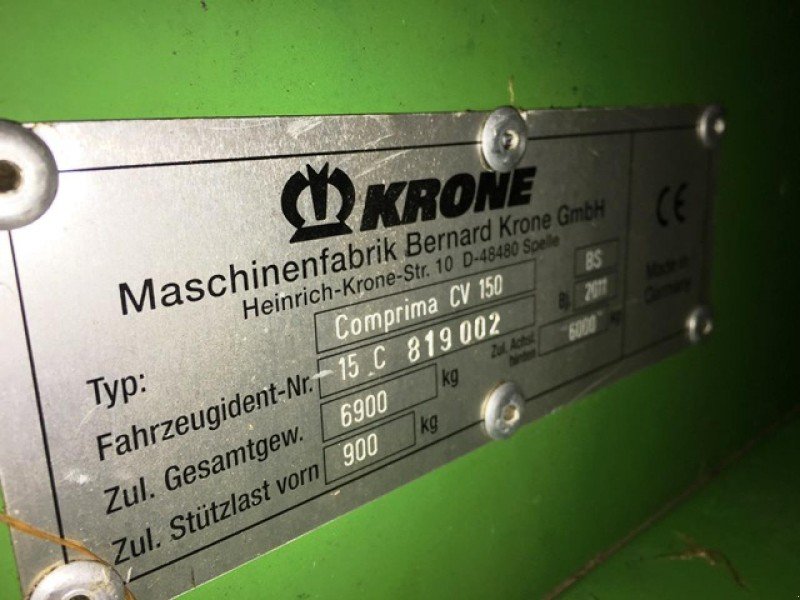 KRONE
Maschinenfabrik Bernard Krone GmbH
Heinrich-Krone-Str. 10 D-48480 Spelle
CE
Made in
Germany
Typ: Comprima CV 150 BS
Fahrzeugident-Nr. 15 C 819002 Bj. 2011
Zul. Gesamtgew. 6900 kg Zul. Achsl. hinten 6000 kg
Zul. Stützlast vorn 900 kg